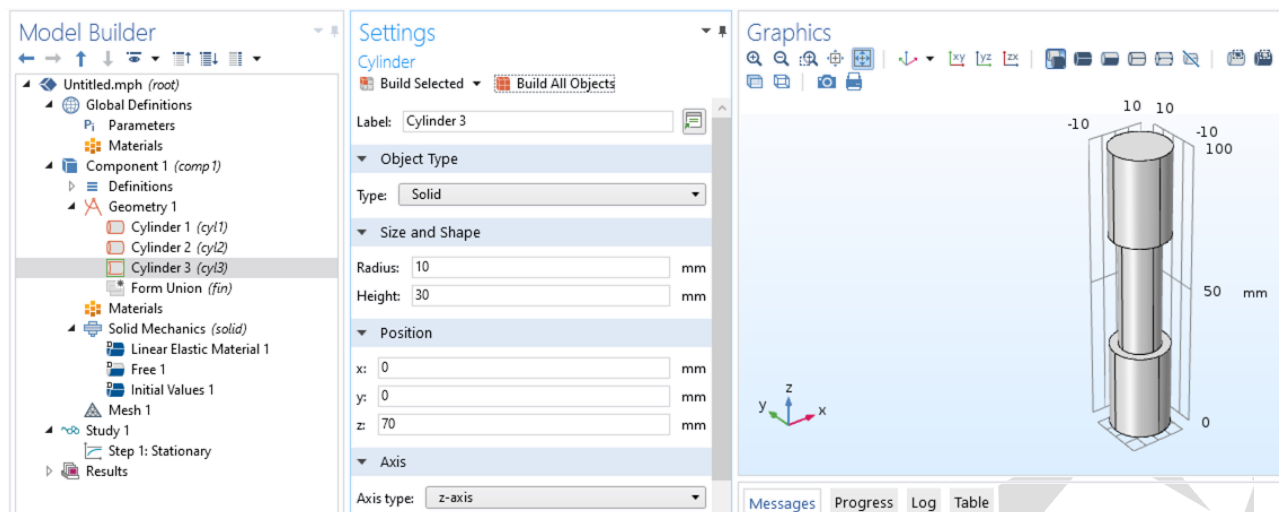 Model Builder
Untitled.mph (root)
Global Definitions
Pi Parameters
Materials
Component 1 (comp1)
Definitions
Geometry 1
Cylinder 1 (cyl1)
Cylinder 2 (cyl2)
Cylinder 3 (cyl3)
Form Union (fin)
Materials
Solid Mechanics (solid)
Linear Elastic Material 1
Free 1
Initial Values 1
Mesh 1
Study 1
Step 1: Stationary
Results
Settings
Cylinder
Build Selected Build All Objects
Label: Cylinder 3
Object Type
Type: Solid
Size and Shape
Radius: 10 mm
Height: 30 mm
Position
x: 0 mm
y: 0 mm
z: 70 mm
Axis
Axis type: z-axis
Graphics
xy yz zx
10 10
-10 -10
100
50 mm
0
z
y x
Messages Progress Log Table